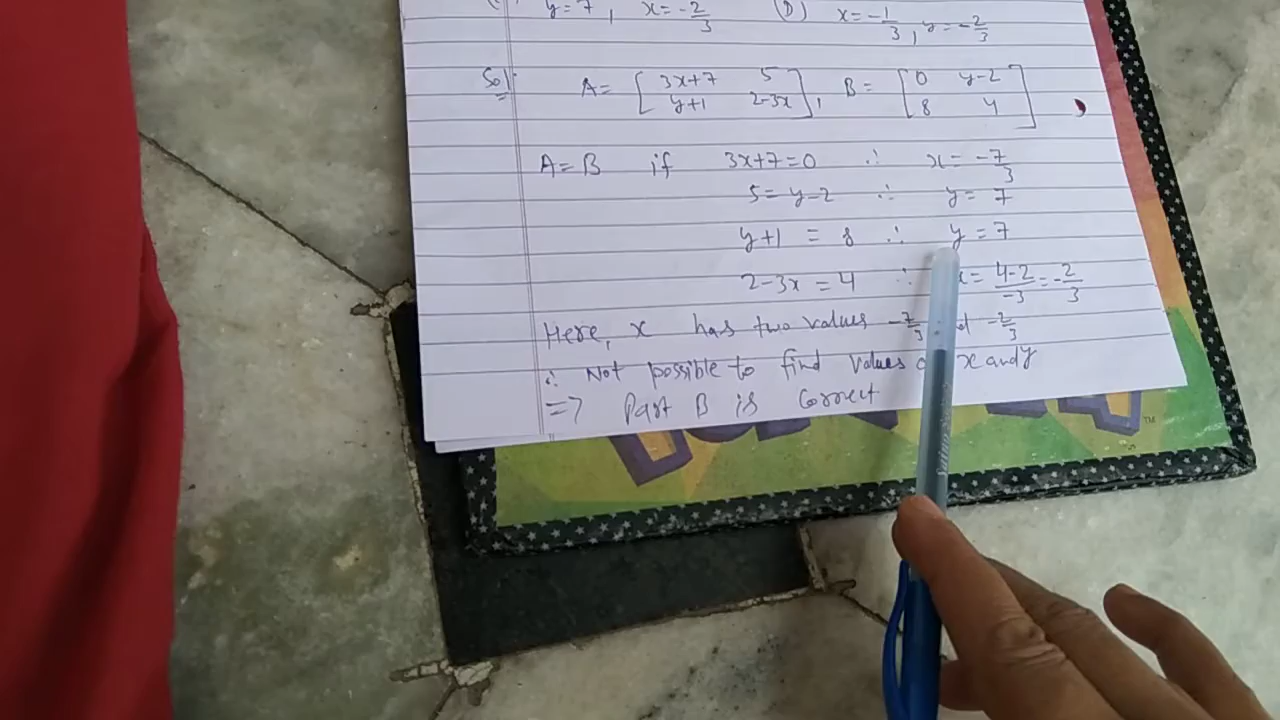 y=7, x=-2/3 (D) x=-1/3, y=-2/3
Sol: A= [3x+7 5
y+1 2-3x], B= [0 y-2
8 4]
A=B if 3x+7=0 ∴ x=-7/3
5=y-2 ∴ y=7
y+1=8 ∴ y=7
2-3x=4 ∴ x=4-2/-3=-2/3
Here, x has two values -7/3 -2/3
∴ Not possible to find values x and y
=> Part B is correct
TM